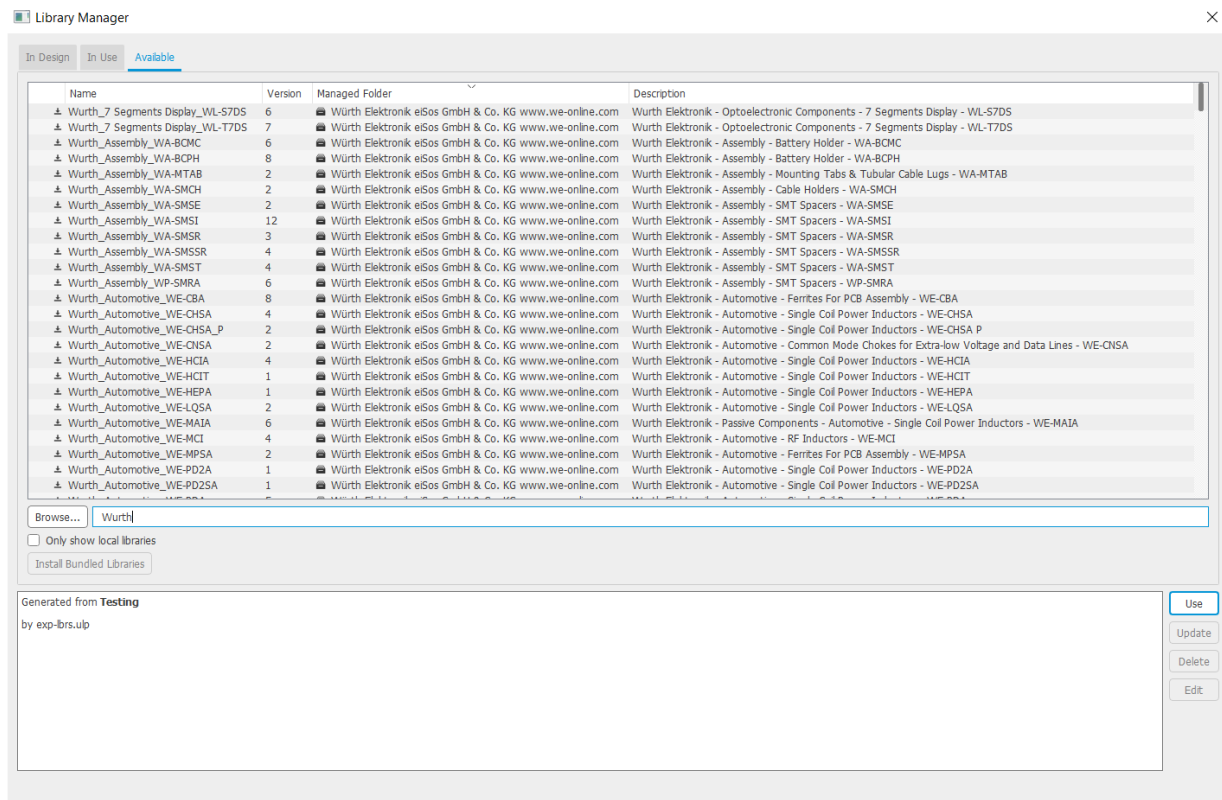 Library Manager
In Design In Use Available
Name Version Managed Folder Description
Wurth_7 Segments Display_WL-S7DS 6 Würth Elektronik eiSos GmbH & Co. KG www.we-online.com Wurth Elektronik - Optoelectronic Components - 7 Segments Display - WL-S7DS
Wurth_7 Segments Display_WL-T7DS 7 Würth Elektronik eiSos GmbH & Co. KG www.we-online.com Wurth Elektronik - Optoelectronic Components - 7 Segments Display - WL-T7DS
Wurth_Assembly_WA-BCMC 6 Würth Elektronik eiSos GmbH & Co. KG www.we-online.com Wurth Elektronik - Assembly - Battery Holder - WA-BCMC
Wurth_Assembly_WA-BCPH 8 Würth Elektronik eiSos GmbH & Co. KG www.we-online.com Wurth Elektronik - Assembly - Battery Holder - WA-BCPH
Wurth_Assembly_WA-MTAB 2 Würth Elektronik eiSos GmbH & Co. KG www.we-online.com Wurth Elektronik - Assembly - Mounting Tabs & Tubular Cable Lugs - WA-MTAB
Wurth_Assembly_WA-SMCH 2 Würth Elektronik eiSos GmbH & Co. KG www.we-online.com Wurth Elektronik - Assembly - Cable Holders - WA-SMCH
Wurth_Assembly_WA-SMSE 2 Würth Elektronik eiSos GmbH & Co. KG www.we-online.com Wurth Elektronik - Assembly - SMT Spacers - WA-SMSE
Wurth_Assembly_WA-SMSI 12 Würth Elektronik eiSos GmbH & Co. KG www.we-online.com Wurth Elektronik - Assembly - SMT Spacers - WA-SMSI
Wurth_Assembly_WA-SMSR 3 Würth Elektronik eiSos GmbH & Co. KG www.we-online.com Wurth Elektronik - Assembly - SMT Spacers - WA-SMSR
Wurth_Assembly_WA-SMSSR 4 Würth Elektronik eiSos GmbH & Co. KG www.we-online.com Wurth Elektronik - Assembly - SMT Spacers - WA-SMSSR
Wurth_Assembly_WA-SMST 4 Würth Elektronik eiSos GmbH & Co. KG www.we-online.com Wurth Elektronik - Assembly - SMT Spacers - WA-SMST
Wurth_Assembly_WP-SMRA 6 Würth Elektronik eiSos GmbH & Co. KG www.we-online.com Wurth Elektronik - Assembly - SMT Spacers - WP-SMRA
Wurth_Automotive_WE-CBA 8 Würth Elektronik eiSos GmbH & Co. KG www.we-online.com Wurth Elektronik - Automotive - Ferrites For PCB Assembly - WE-CBA
Wurth_Automotive_WE-CHSA 4 Würth Elektronik eiSos GmbH & Co. KG www.we-online.com Wurth Elektronik - Automotive - Single Coil Power Inductors - WE-CHSA
Wurth_Automotive_WE-CHSA_P 2 Würth Elektronik eiSos GmbH & Co. KG www.we-online.com Wurth Elektronik - Automotive - Single Coil Power Inductors - WE-CHSA P
Wurth_Automotive_WE-CNSA 2 Würth Elektronik eiSos GmbH & Co. KG www.we-online.com Wurth Elektronik - Automotive - Common Mode Chokes for Extra-low Voltage and Data Lines - WE-CNSA
Wurth_Automotive_WE-HCIA 4 Würth Elektronik eiSos GmbH & Co. KG www.we-online.com Wurth Elektronik - Automotive - Single Coil Power Inductors - WE-HCIA
Wurth_Automotive_WE-HCIT 1 Würth Elektronik eiSos GmbH & Co. KG www.we-online.com Wurth Elektronik - Automotive - Single Coil Power Inductors - WE-HCIT
Wurth_Automotive_WE-HEPA 1 Würth Elektronik eiSos GmbH & Co. KG www.we-online.com Wurth Elektronik - Automotive - Single Coil Power Inductors - WE-HEPA
Wurth_Automotive_WE-LQSA 2 Würth Elektronik eiSos GmbH & Co. KG www.we-online.com Wurth Elektronik - Automotive - Single Coil Power Inductors - WE-LQSA
Wurth_Automotive_WE-MAIA 6 Würth Elektronik eiSos GmbH & Co. KG www.we-online.com Wurth Elektronik - Passive Components - Automotive - Single Coil Power Inductors - WE-MAIA
Wurth_Automotive_WE-MCI 4 Würth Elektronik eiSos GmbH & Co. KG www.we-online.com Wurth Elektronik - Automotive - RF Inductors - WE-MCI
Wurth_Automotive_WE-MPSA 2 Würth Elektronik eiSos GmbH & Co. KG www.we-online.com Wurth Elektronik - Automotive - Ferrites For PCB Assembly - WE-MPSA
Wurth_Automotive_WE-PD2A 1 Würth Elektronik eiSos GmbH & Co. KG www.we-online.com Wurth Elektronik - Automotive - Single Coil Power Inductors - WE-PD2A
Wurth_Automotive_WE-PD2SA 1 Würth Elektronik eiSos GmbH & Co. KG www.we-online.com Wurth Elektronik - Automotive - Single Coil Power Inductors - WE-PD2SA
Browse... Wurth
Only show local libraries
Install Bundled Libraries
Generated from Testing
by exp-lbrs.ulp
Use
Update
Delete
Edit